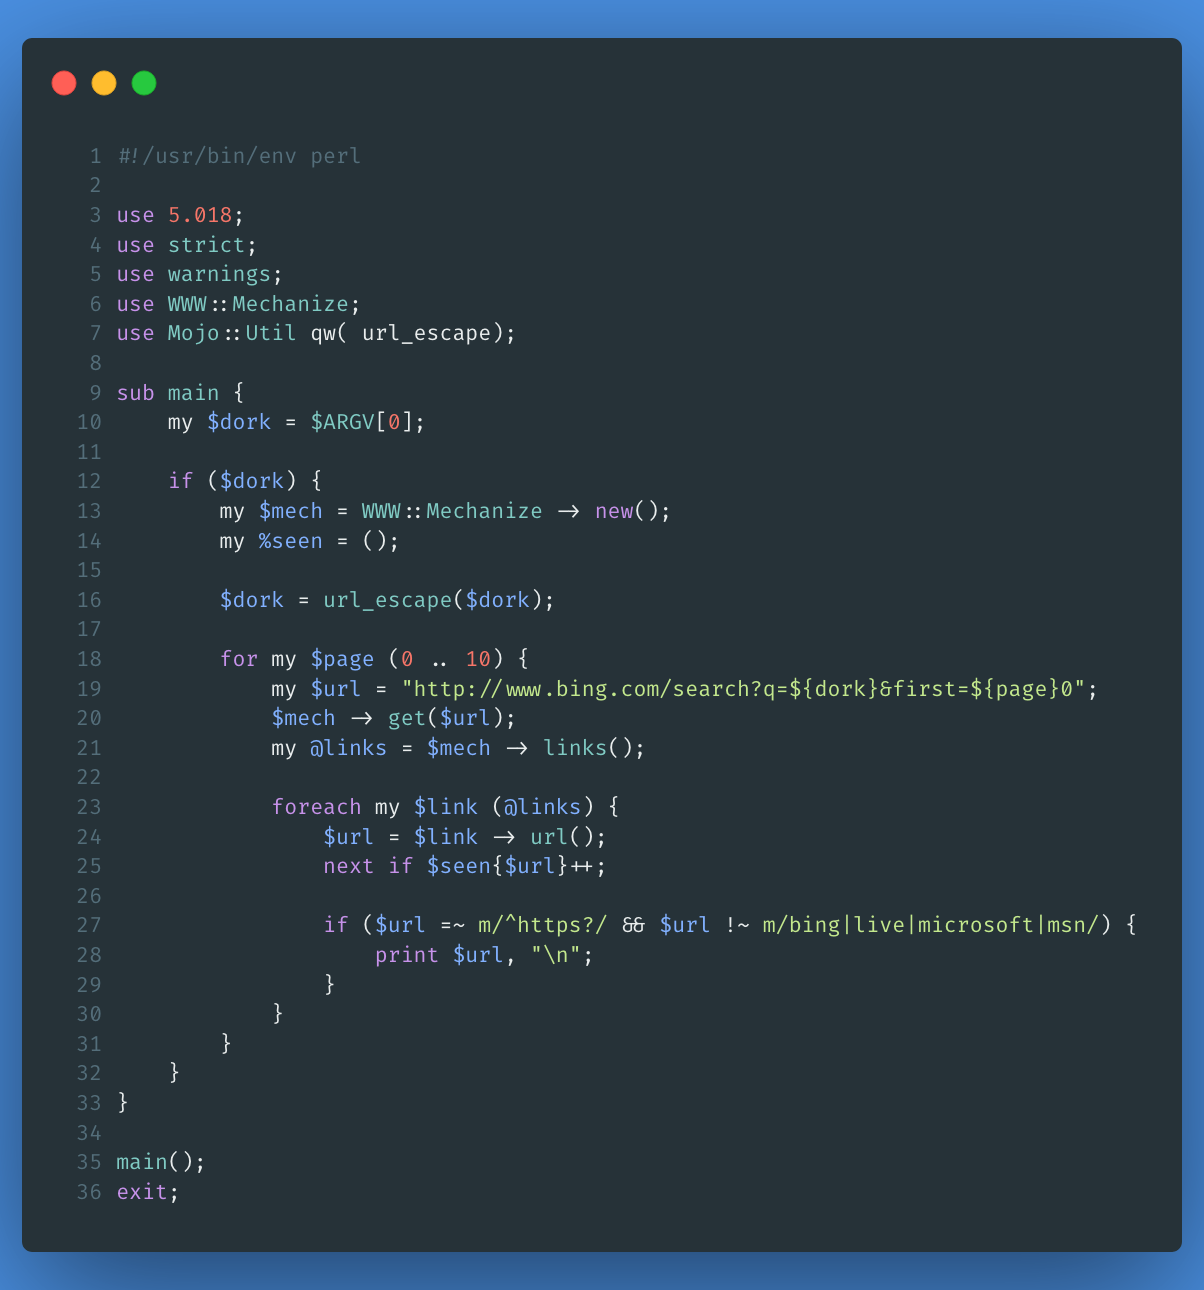 1 #!/usr/bin/env perl
2
3 use 5.018;
4 use strict;
5 use warnings;
6 use WWW::Mechanize;
7 use Mojo::Util qw( url_escape);
8
9 sub main {
10     my $dork = $ARGV[0];
11
12     if ($dork) {
13         my $mech = WWW::Mechanize -> new();
14         my %seen = ();
15
16         $dork = url_escape($dork);
17
18         for my $page (0 .. 10) {
19             my $url = "http://www.bing.com/search?q=${dork}&first=${page}0";
20             $mech -> get($url);
21             my @links = $mech -> links();
22
23             foreach my $link (@links) {
24                 $url = $link -> url();
25                 next if $seen{$url}++;
26
27                 if ($url =~ m/^https?/ && $url !~ m/bing|live|microsoft|msn/) {
28                     print $url, "\n";
29                 }
30             }
31         }
32     }
33 }
34
35 main();
36 exit;